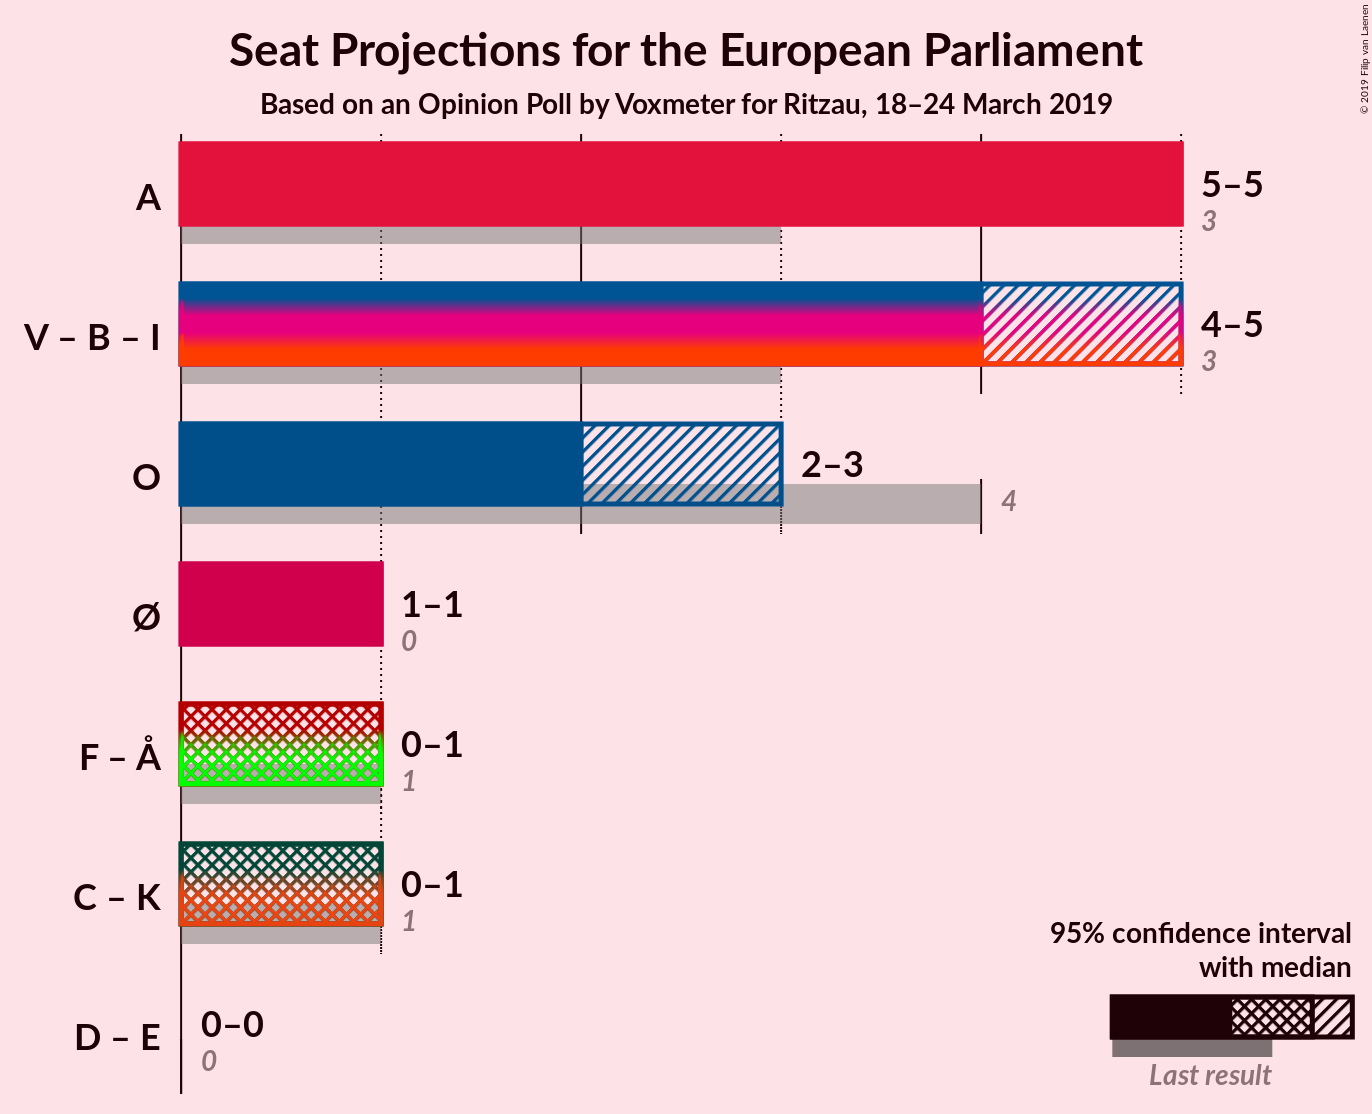 Seat Projections for the European Parliament
Based on an Opinion Poll by Voxmeter for Ritzau, 18–24 March 2019
© 2019 Filip van Laenen
A
5–5
3
V – B – I
4–5
3
O
2–3
4
Ø
1–1
0
F – Å
0–1
1
C – K
0–1
1
D – E
0–0
0
95% confidence interval
with median
Last result